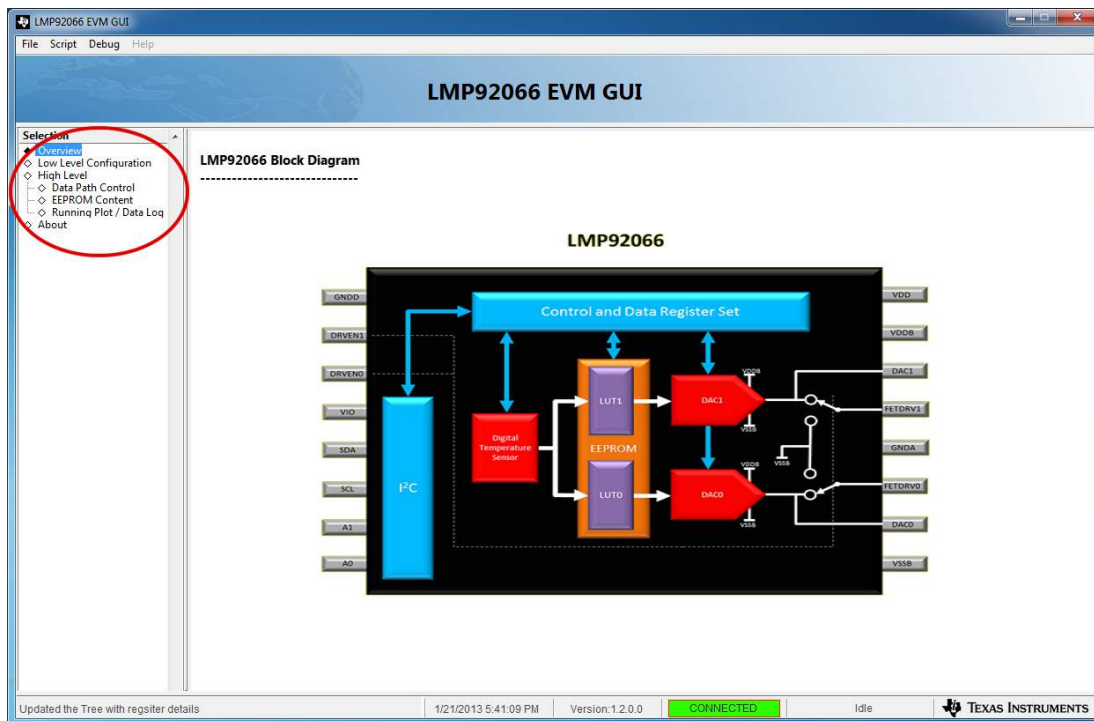 LMP92066 EVM GUI
File Script Debug Help
LMP92066 EVM GUI
Selection
Overview
Low Level Configuration
High Level
Data Path Control
EEPROM Content
Running Plot / Data Log
About
LMP92066 Block Diagram
------------------------------
LMP92066
GNDD
DRVEN1
DRVEN0
VIO
SDA
SCL
A1
A0
Control and Data Register Set
I²C
Digital
Temperature
Sensor
LUT1
EEPROM
LUT0
VDDB
DAC1
VSSB
VSSB
VDDB
DAC0
VSSB
VDD
VDDB
DAC1
FETDRV1
GNDA
FETDRV0
DAC0
VSSB
Updated the Tree with regsiter details
1/21/2013 5:41:09 PM
Version:1.2.0.0
CONNECTED
Idle
TEXAS INSTRUMENTS